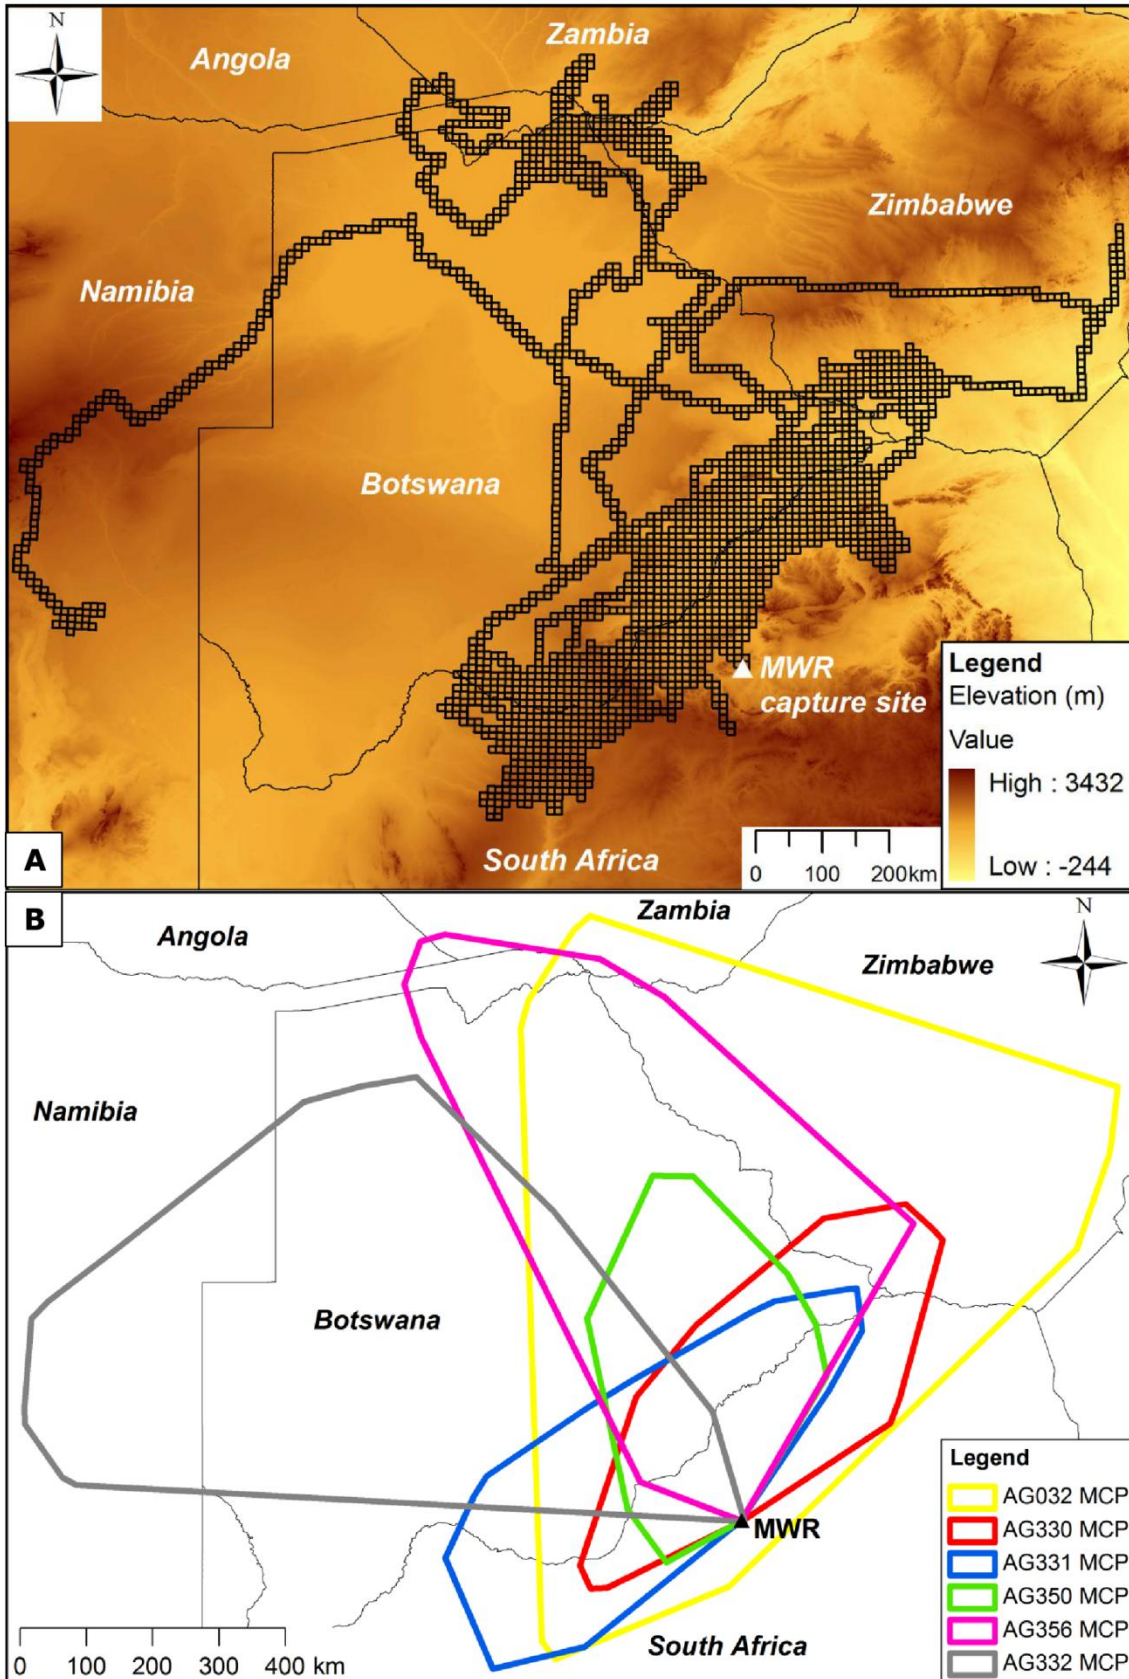 N
Angola
Zambia
Zimbabwe
Namibia
Botswana
MWR
capture site
South Africa
Legend
Elevation (m)
Value
High : 3432
Low : -244
0 100 200km
A
B
Angola
Zambia
N
Zimbabwe
Namibia
Botswana
MWR
South Africa
0 100 200 300 400 km
Legend
AG032 MCP
AG330 MCP
AG331 MCP
AG350 MCP
AG356 MCP
AG332 MCP